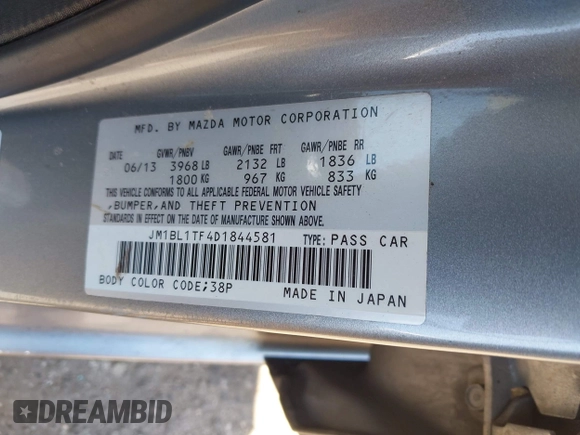 MFD. BY MAZDA MOTOR CORPORATION
DATE GVWR/PNBV GAWR/PNBE FRT GAWR/PNBE RR
06/13 3968 LB 2132 LB 1836 LB
1800 KG 967 KG 833 KG
THIS VEHICLE CONFORMS TO ALL APPLICABLE FEDERAL MOTOR VEHICLE SAFETY
,BUMPER,AND THEFT PREVENTION
STANDARDS IN EFFECT ON THE DATE OF MANUFACTURE SHOWN ABOVE.
JM1BL1TF4D1844581 TYPE: PASS CAR
BODY COLOR CODE;38P MADE IN JAPAN
DREAMBID